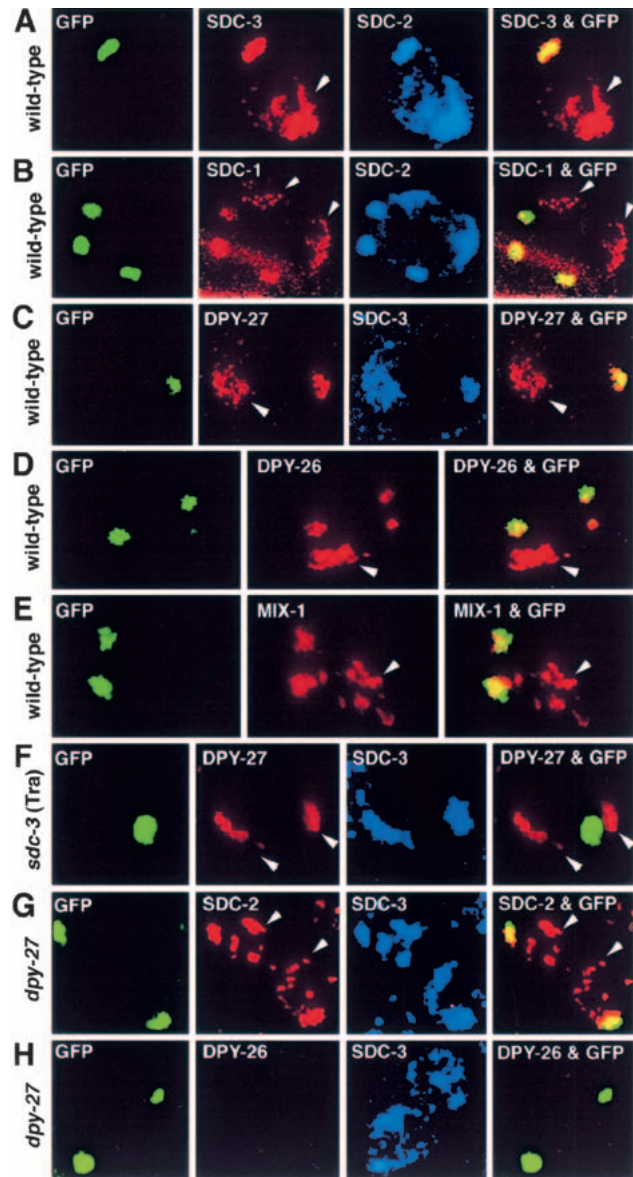 A
wild-type
GFP
SDC-3
SDC-2
SDC-3 & GFP
B
wild-type
GFP
SDC-1
SDC-2
SDC-1 & GFP
C
wild-type
GFP
DPY-27
SDC-3
DPY-27 & GFP
D
wild-type
GFP
DPY-26
DPY-26 & GFP
E
wild-type
GFP
MIX-1
MIX-1 & GFP
F
sdc-3 (Tra)
GFP
DPY-27
SDC-3
DPY-27 & GFP
G
dpy-27
GFP
SDC-2
SDC-3
SDC-2 & GFP
H
dpy-27
GFP
DPY-26
SDC-3
DPY-26 & GFP